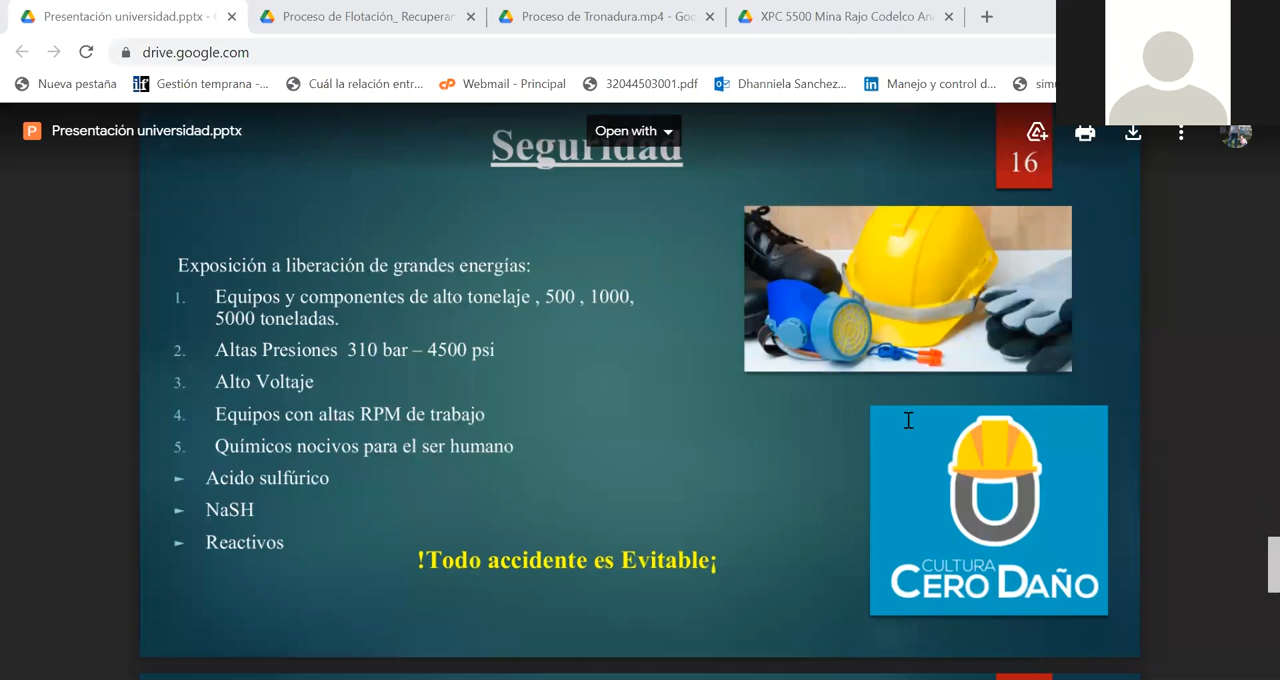 Presentación universidad.pptx - G
Proceso de Flotación_ Recuperar
Proceso de Tronadura.mp4 - Goo
XPC 5500 Mina Rajo Codelco An
drive.google.com
Nueva pestaña
Gestión temprana -...
Cuál la relación entr...
Webmail - Principal
32044503001.pdf
Dhanniela Sanchez...
Manejo y control d...
simu
P
Presentación universidad.pptx
Open with
Seguridad
16
Exposición a liberación de grandes energías:
1. Equipos y componentes de alto tonelaje , 500 , 1000,
5000 toneladas.
2. Altas Presiones 310 bar – 4500 psi
3. Alto Voltaje
4. Equipos con altas RPM de trabajo
5. Químicos nocivos para el ser humano
► Acido sulfúrico
► NaSH
► Reactivos
!Todo accidente es Evitable¡
CULTURA
CERO DAÑO